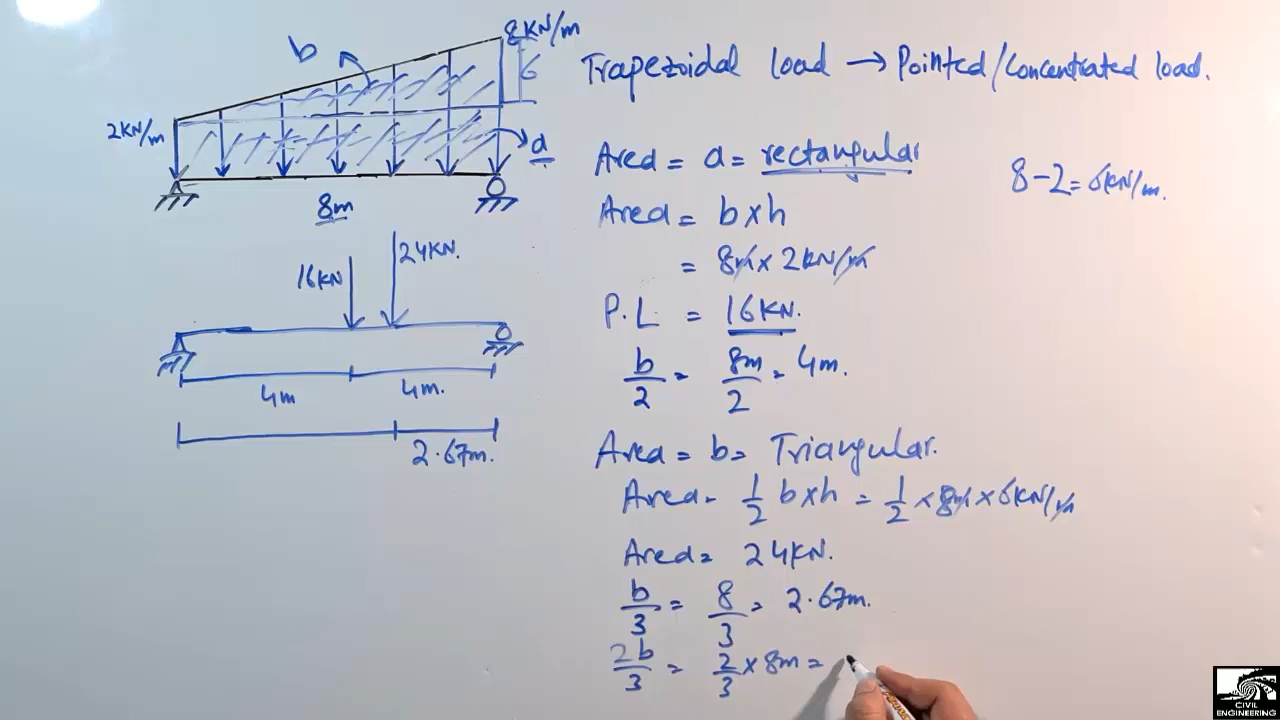 Trapezoidal load → Pointed/Concentrated load.
8KN/m
b
6
2KN/m
a
8m
Area = a = rectangular
8-2=6KN/m.
Area = b×h
= 8m × 2KN/m
P.L = 16KN.
b/2 = 8m/2 = 4m.
16KN
24KN.
4m
4m.
2.67m.
Area = b = Triangular.
Area = 1/2 b×h = 1/2 × 8m × 6KN/m
Area = 24KN.
b/3 = 8/3 = 2.67m.
2b/3 = 2/3 × 8m =
CIVIL
ENGINEERING